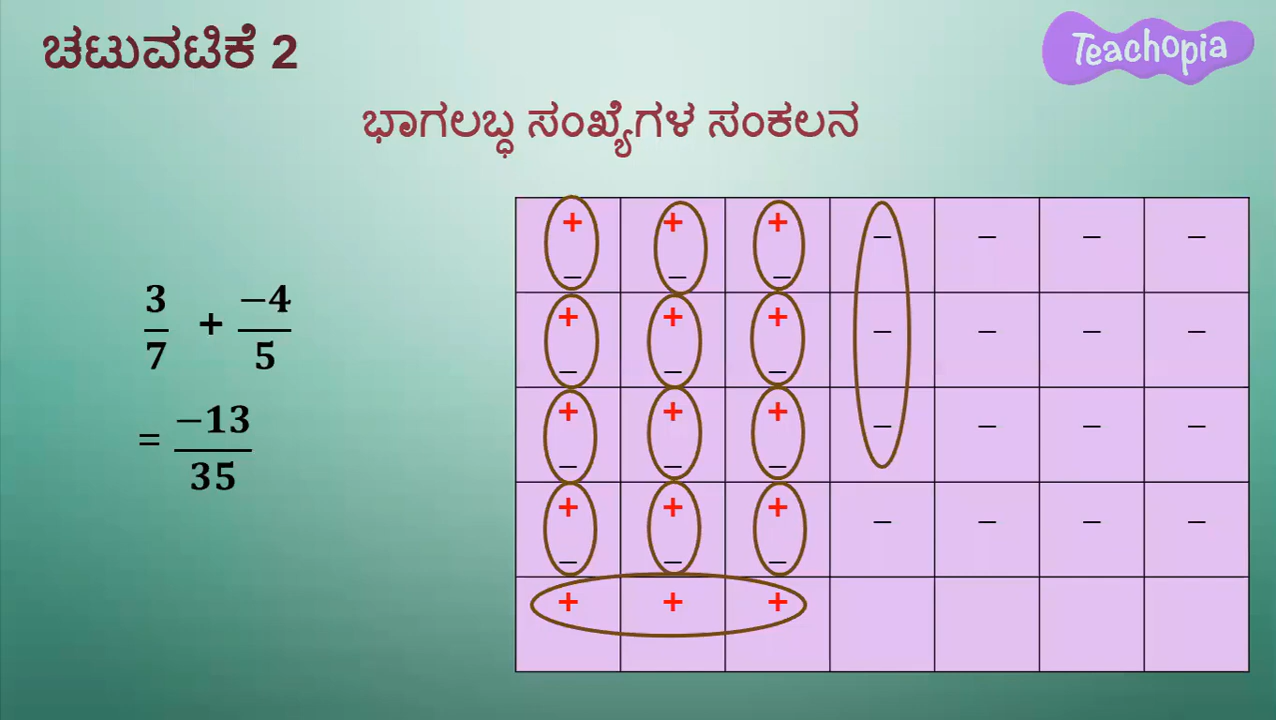 ಚಟುವಟಿಕೆ 2
Teachopia
ಭಾಗಲಬ್ಧ ಸಂಖ್ಯೆಗಳ ಸಂಕಲನ
3/7 + −4/5
= −13/35
+ + + − − − −
− − −
+ + + − − − −
− − −
+ + + − − − −
− − −
+ + + − − − −
− − −
+ + +